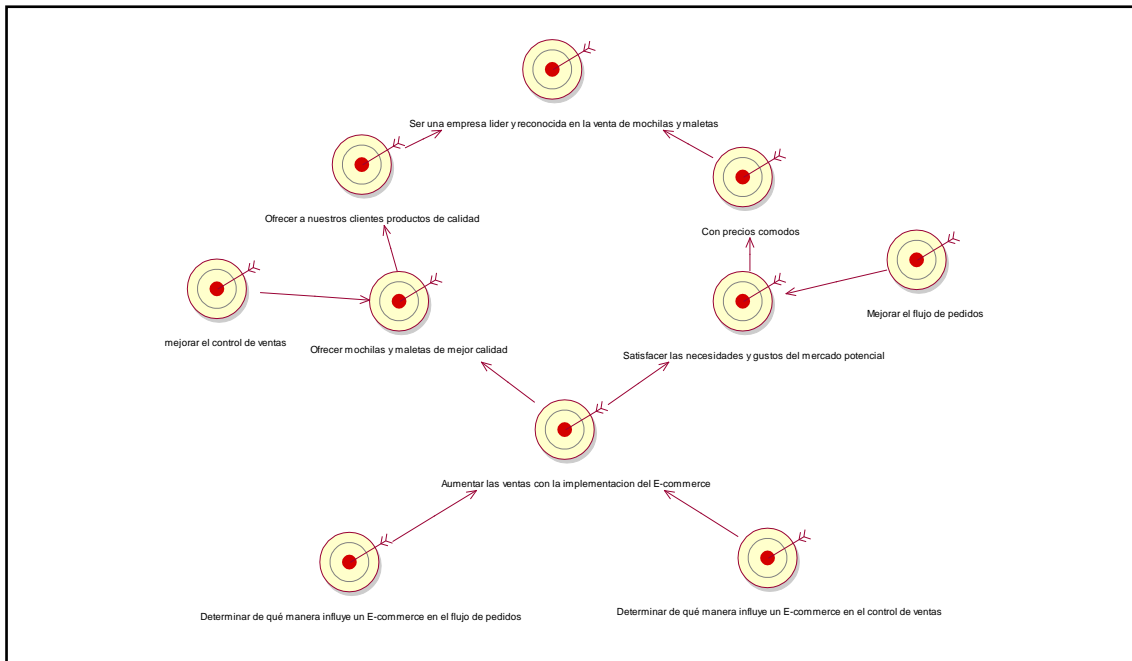 Ser una empresa lider y reconocida en la venta de mochilas y maletas
Ofrecer a nuestros clientes productos de calidad
Con precios comodos
Mejorar el flujo de pedidos
mejorar el control de ventas
Ofrecer mochilas y maletas de mejor calidad
Satisfacer las necesidades y gustos del mercado potencial
Aumentar las ventas con la implementacion del E-commerce
Determinar de qué manera influye un E-commerce en el flujo de pedidos
Determinar de qué manera influye un E-commerce en el control de ventas